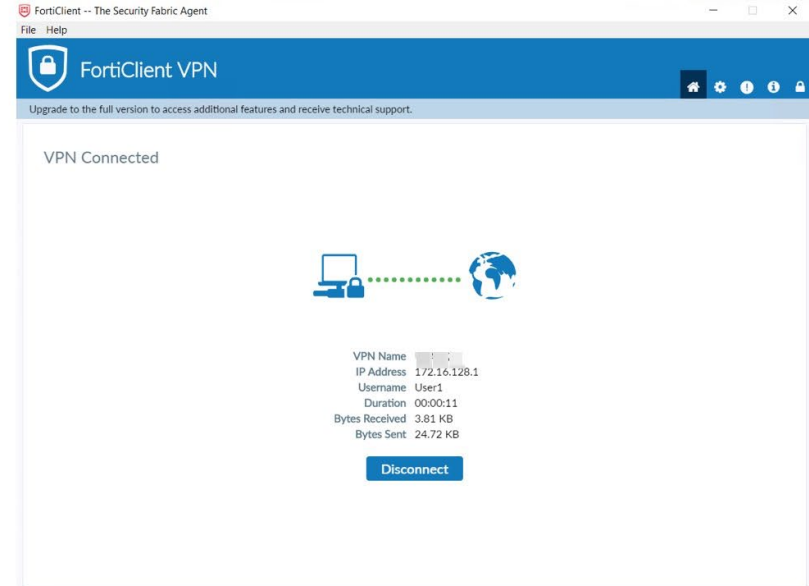 FortiClient -- The Security Fabric Agent
File Help
FortiClient VPN
Upgrade to the full version to access additional features and receive technical support.
VPN Connected
VPN Name
IP Address 172.16.128.1
Username User1
Duration 00:00:11
Bytes Received 3.81 KB
Bytes Sent 24.72 KB
Disconnect